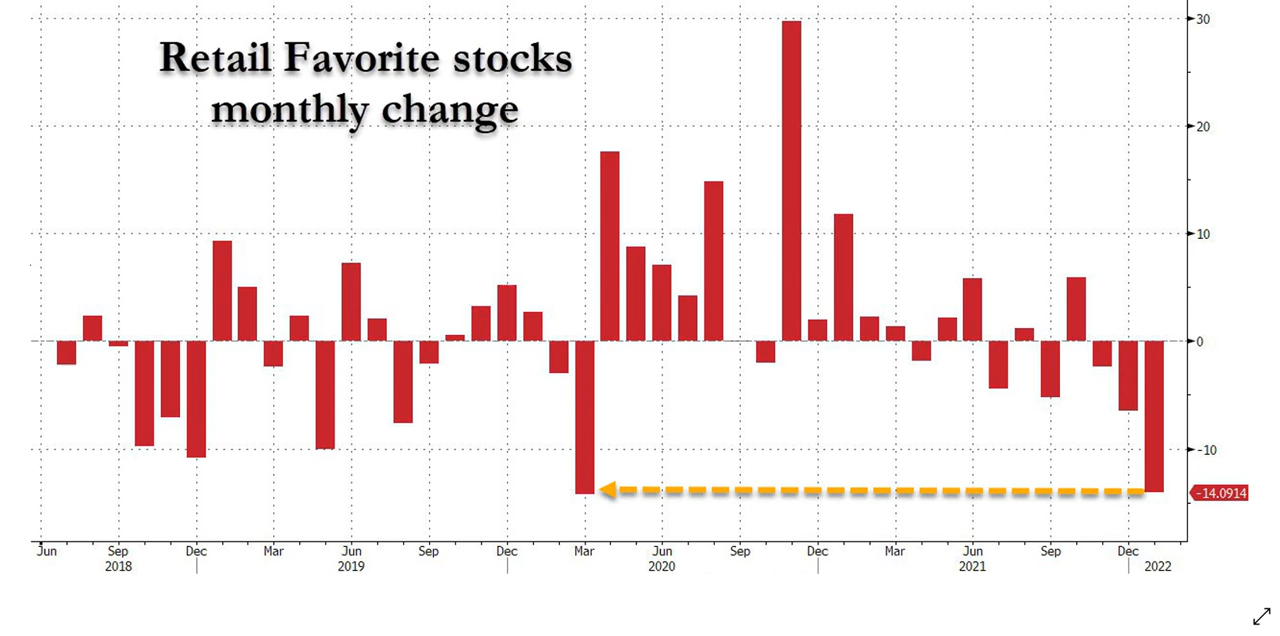 Retail Favorite stocks
monthly change
30
20
10
0
-10
-14.0914
Jun Sep Dec Mar Jun Sep Dec Mar Jun Sep Dec Mar Jun Sep Dec
2018 2019 2020 2021 2022